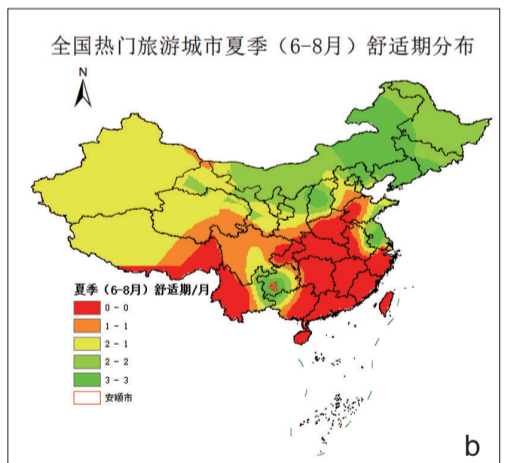 全国热门旅游城市夏季（6-8月）舒适期分布
N
夏季（6-8月）舒适期/月
0 - 0
1 - 1
2 - 1
2 - 2
3 - 3
安顺市
b